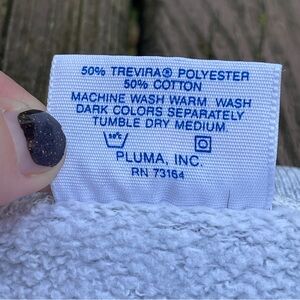 50% TREVIRA® POLYESTER
50% COTTON
MACHINE WASH WARM WASH
DARK COLORS SEPARATELY
TUMBLE DRY MEDIUM.
40°C
PLUMA, INC.
RN 73164